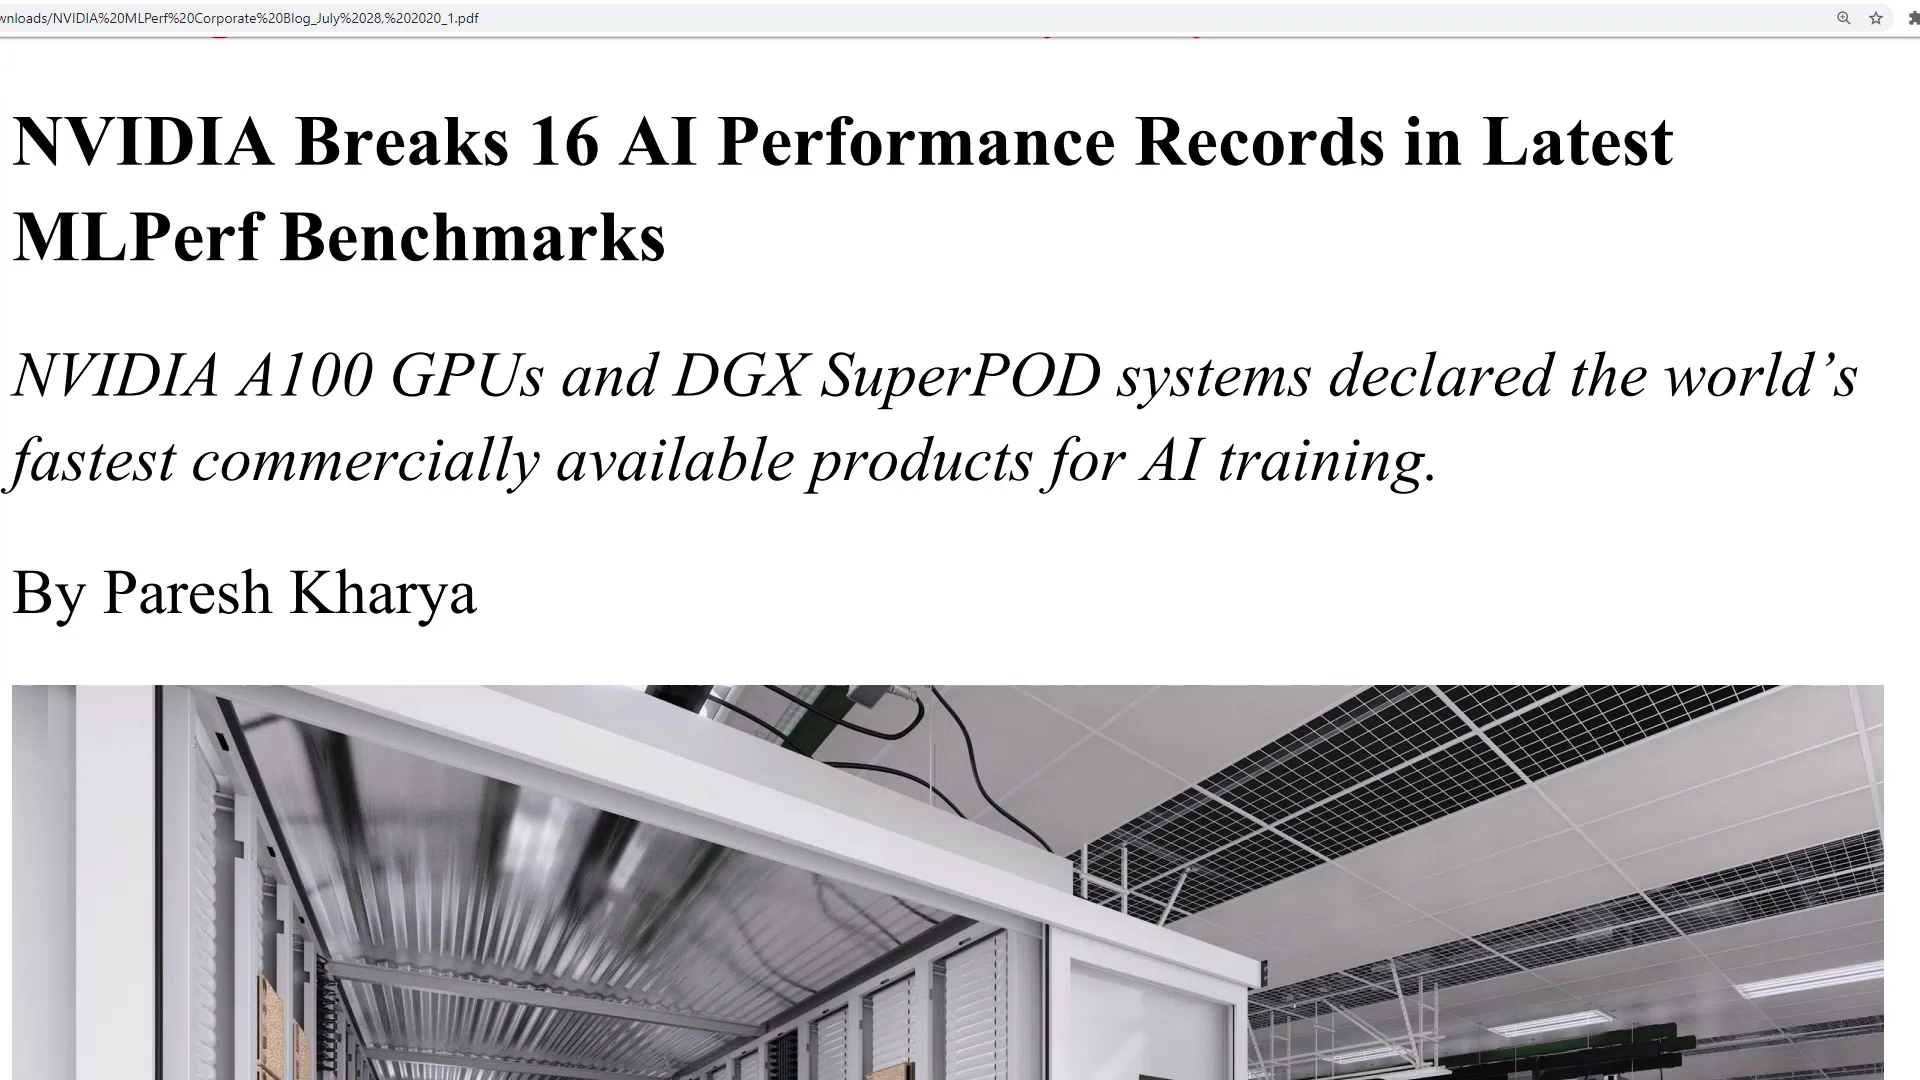 wnloads/NVIDIA%20MLPerf%20Corporate%20Blog_July%2028,%202020_1.pdf
NVIDIA Breaks 16 AI Performance Records in Latest
MLPerf Benchmarks
NVIDIA A100 GPUs and DGX SuperPOD systems declared the world’s
fastest commercially available products for AI training.
By Paresh Kharya